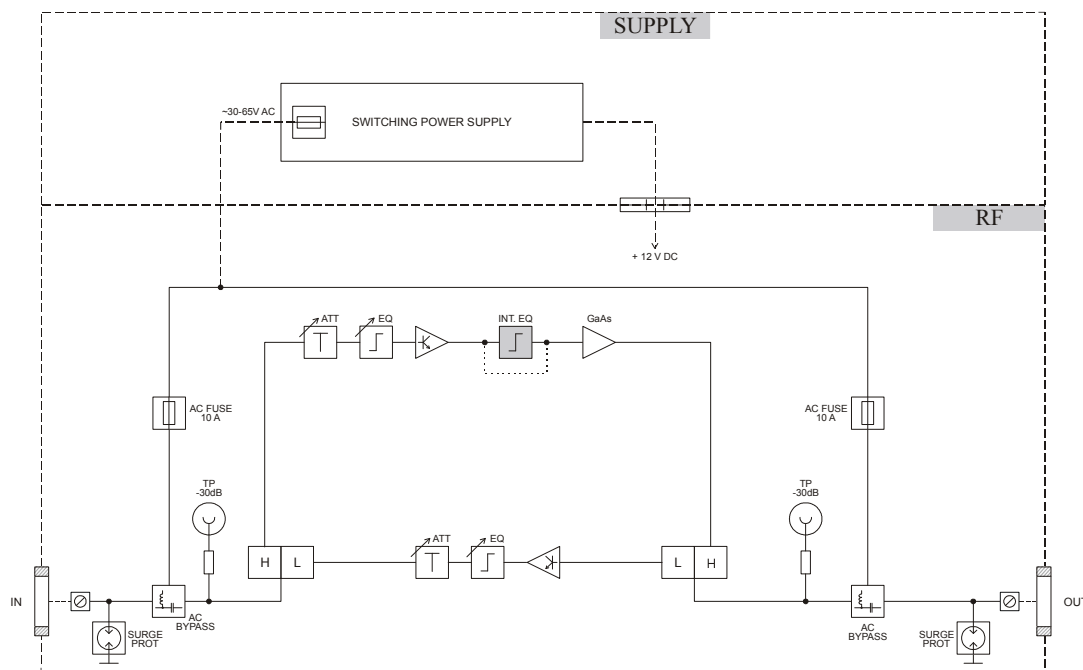 SUPPLY
~30-65V AC
SWITCHING POWER SUPPLY
RF
+ 12 V DC
ATT
EQ
INT. EQ
GaAs
AC FUSE
10 A
AC FUSE
10 A
TP
-30dB
TP
-30dB
H
L
ATT
EQ
L
H
IN
AC
BYPASS
SURGE
PROT
AC
BYPASS
SURGE
PROT
OUT